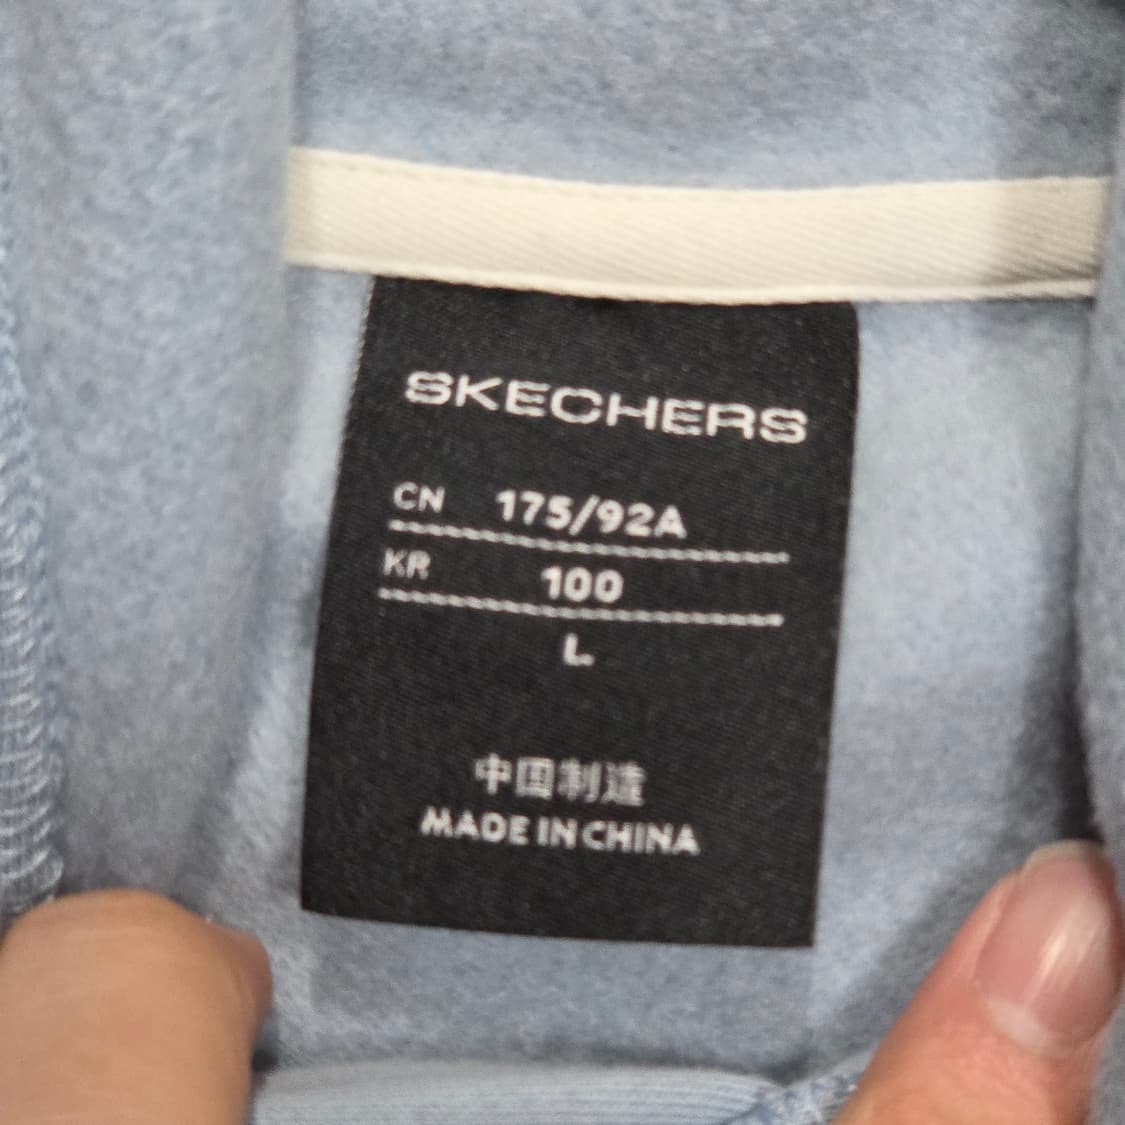 SKECHERS
CN 175/92A
KR 100
L
中国制造
MADE IN CHINA